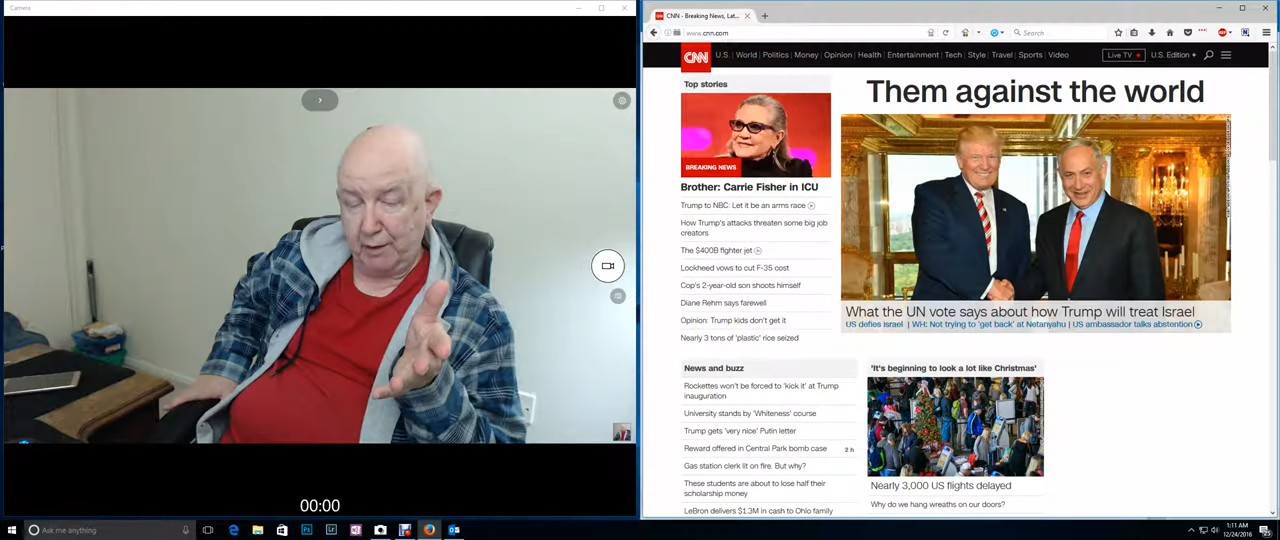 Camera
00:00
CNN - Breaking News, Lat...
www.cnn.com
Search
CNN
U.S. World Politics Money Opinion Health Entertainment Tech Style Travel Sports Video
Live TV
U.S. Edition
Top stories
BREAKING NEWS
Brother: Carrie Fisher in ICU
Trump to NBC: Let it be an arms race
How Trump's attacks threaten some big job
creators
The $400B fighter jet
Lockheed vows to cut F-35 cost
Cop's 2-year-old son shoots himself
Diane Rehm says farewell
Opinion: Trump kids don't get it
Nearly 3 tons of 'plastic' rice seized
Them against the world
What the UN vote says about how Trump will treat Israel
US defies israel | WH: Not trying to 'get back' at Netanyahu | US ambassador talks abstention
News and buzz
Rockettes won't be forced to 'kick it' at Trump
inauguration
University stands by 'Whiteness' course
Trump gets 'very nice' Putin letter
Reward offered in Central Park bomb case 2 h
Gas station clerk lit on fire. But why?
These students are about to lose half their
scholarship money
LeBron delivers $1.3M in cash to Ohio family
'It's beginning to look a lot like Christmas'
Nearly 3,000 US flights delayed
Why do we hang wreaths on our doors?
Ask me anything
1:11 AM
12/24/2016